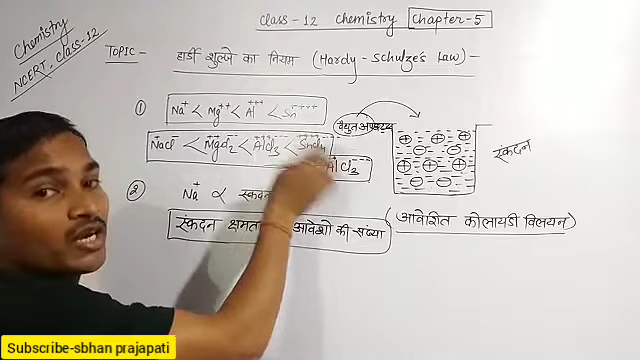 Class-12 Chemistry Chapter-5
Chemistry
NCERT, Class-12
TOPIC - हार्डी शुल्जे का नियम (Hardy-Schulze's Law) -
① Na⁺ < Mg⁺⁺ < Al⁺⁺⁺ < Sn⁺⁺⁺⁺
विद्युत अपघट्य
NaCl < MgCl₂ < AlCl₃ < SnCl₄
AlCl₃
स्कंदन
② Na⁺ ∝
स्कंदन क्षमता आवेशो की संख्या
(आवेशित कोलायडी विलयन)
Subscribe-sbhan prajapati